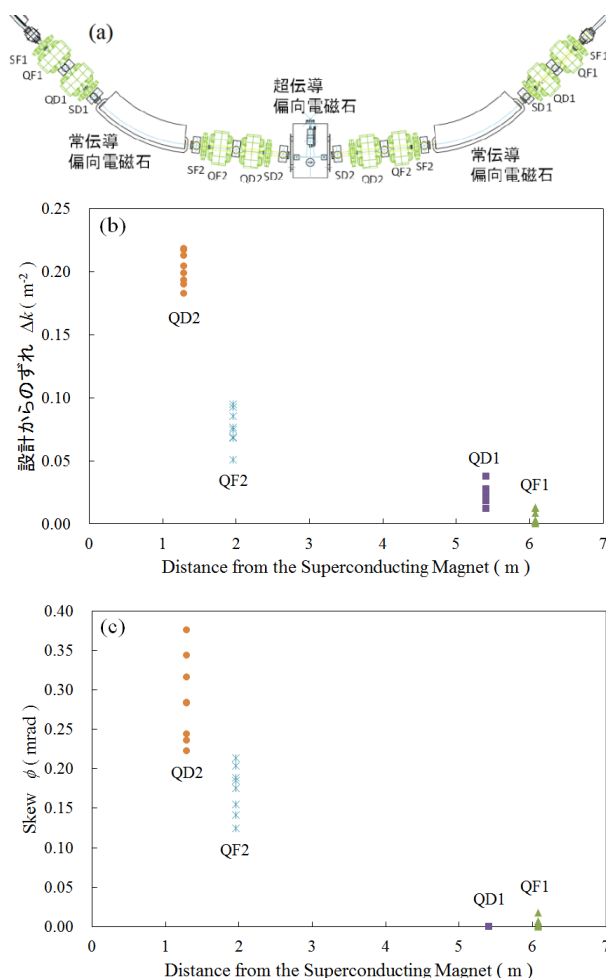 (a)
SF1
QF1
QD1
SD1
常伝導
偏向電磁石
SF2
QF2
QD2
SD2
超伝導
偏向電磁石
SD2
QD2
QF2
SF2
常伝導
偏向電磁石
SD1
QD1
QF1
SF1
(b)
設計からのずれ Δk ( m⁻² )
0.25
0.20
0.15
0.10
0.05
0.00
QD2
QF2
QD1
QF1
0 1 2 3 4 5 6 7
Distance from the Superconducting Magnet ( m )
(c)
Skew ϕ ( mrad )
0.40
0.35
0.30
0.25
0.20
0.15
0.10
0.05
0.00
QD2
QF2
QD1
QF1
0 1 2 3 4 5 6 7
Distance from the Superconducting Magnet ( m )